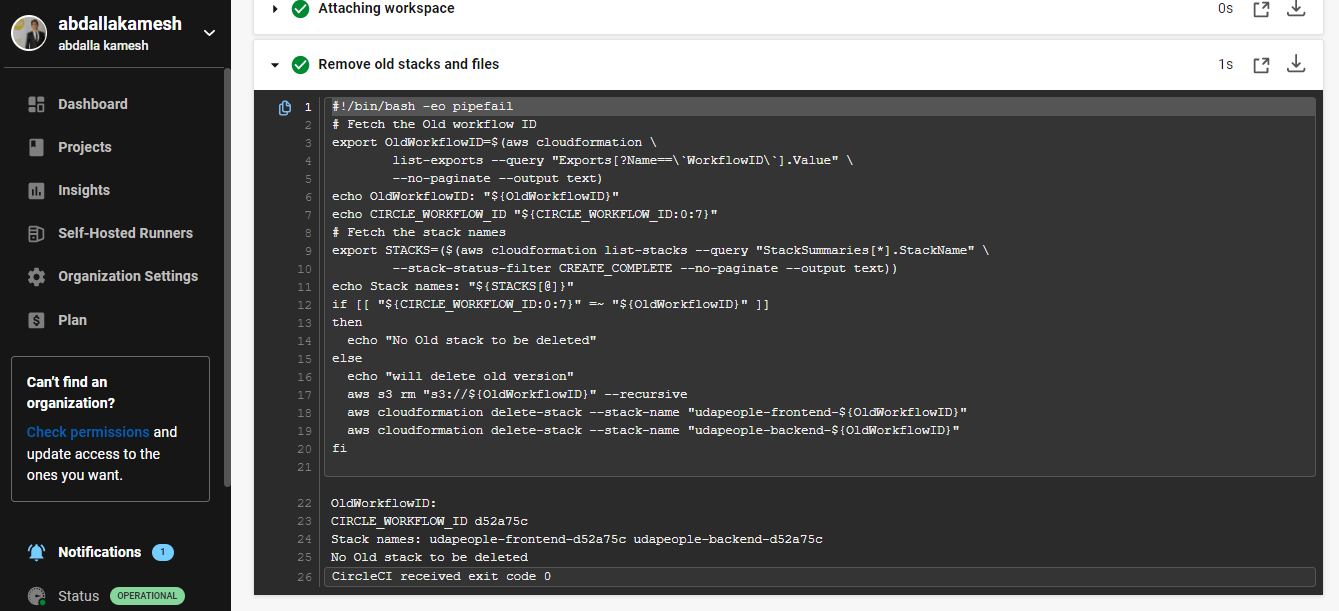 abdallakamesh
abdalla kamesh
Dashboard
Projects
Insights
Self-Hosted Runners
Organization Settings
Plan
Can't find an
organization?
Check permissions and
update access to the
ones you want.
Notifications 1
Status OPERATIONAL
Attaching workspace 0s
Remove old stacks and files 1s
1 #!/bin/bash -eo pipefail
2 # Fetch the Old workflow ID
3 export OldWorkflowID=$(aws cloudformation \
4         list-exports --query "Exports[?Name==\`WorkflowID\`].Value" \
5         --no-paginate --output text)
6 echo OldWorkflowID: "${OldWorkflowID}"
7 echo CIRCLE_WORKFLOW_ID "${CIRCLE_WORKFLOW_ID:0:7}"
8 # Fetch the stack names
9 export STACKS=($(aws cloudformation list-stacks --query "StackSummaries[*].StackName" \
10         --stack-status-filter CREATE_COMPLETE --no-paginate --output text))
11 echo Stack names: "${STACKS[@]}"
12 if [[ "${CIRCLE_WORKFLOW_ID:0:7}" =~ "${OldWorkflowID}" ]]
13 then
14   echo "No Old stack to be deleted"
15 else
16   echo "will delete old version"
17   aws s3 rm "s3://${OldWorkflowID}" --recursive
18   aws cloudformation delete-stack --stack-name "udapeople-frontend-${OldWorkflowID}"
19   aws cloudformation delete-stack --stack-name "udapeople-backend-${OldWorkflowID}"
20 fi
21
22 OldWorkflowID:
23 CIRCLE_WORKFLOW_ID d52a75c
24 Stack names: udapeople-frontend-d52a75c udapeople-backend-d52a75c
25 No Old stack to be deleted
26 CircleCI received exit code 0